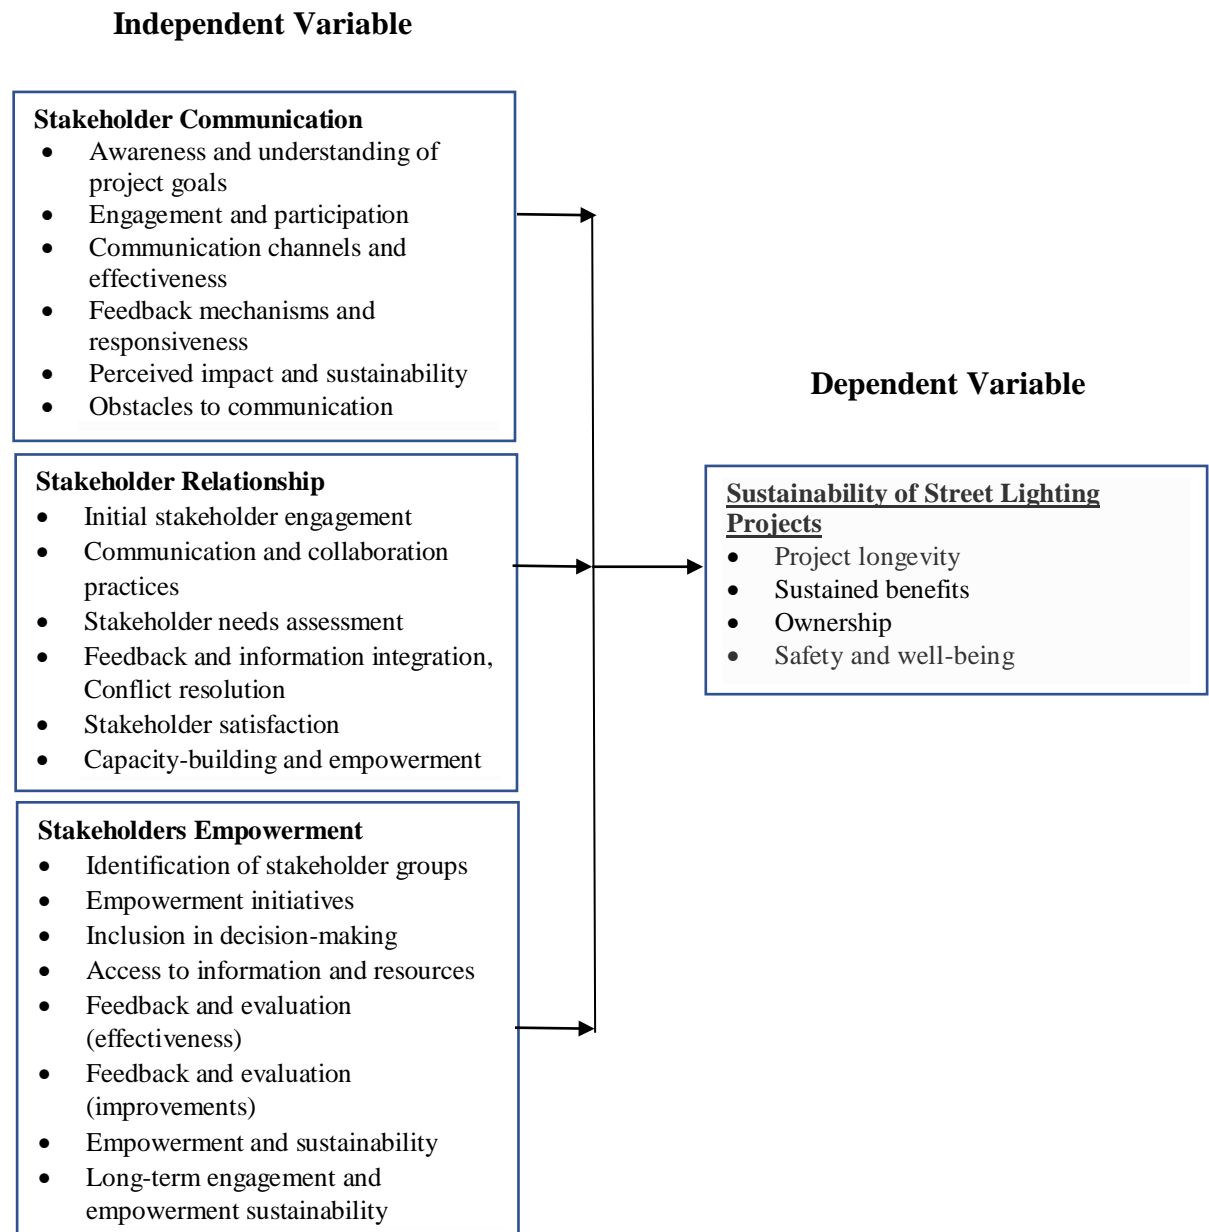 Independent Variable
Stakeholder Communication
• Awareness and understanding of
project goals
• Engagement and participation
• Communication channels and
effectiveness
• Feedback mechanisms and
responsiveness
• Perceived impact and sustainability
• Obstacles to communication
Stakeholder Relationship
• Initial stakeholder engagement
• Communication and collaboration
practices
• Stakeholder needs assessment
• Feedback and information integration,
Conflict resolution
• Stakeholder satisfaction
• Capacity-building and empowerment
Stakeholders Empowerment
• Identification of stakeholder groups
• Empowerment initiatives
• Inclusion in decision-making
• Access to information and resources
• Feedback and evaluation
(effectiveness)
• Feedback and evaluation
(improvements)
• Empowerment and sustainability
• Long-term engagement and
empowerment sustainability
Dependent Variable
Sustainability of Street Lighting
Projects
• Project longevity
• Sustained benefits
• Ownership
• Safety and well-being